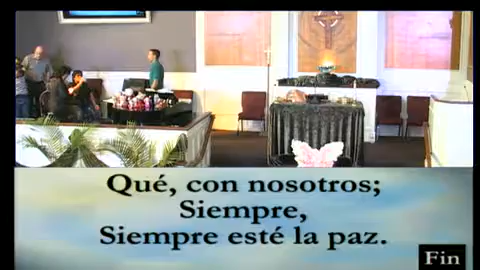 Qué, con nosotros;
Siempre,
Siempre esté la paz.
Fin